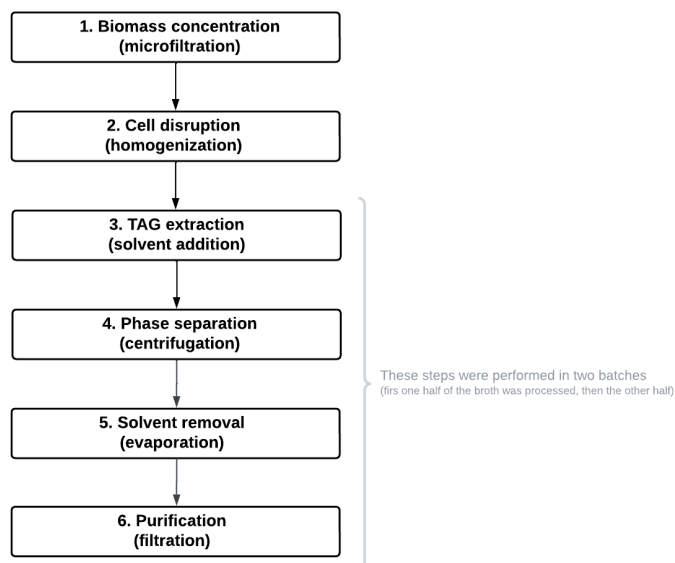 1. Biomass concentration
(microfiltration)
2. Cell disruption
(homogenization)
3. TAG extraction
(solvent addition)
4. Phase separation
(centrifugation)
These steps were performed in two batches
(firs one half of the broth was processed, then the other half)
5. Solvent removal
(evaporation)
6. Purification
(filtration)